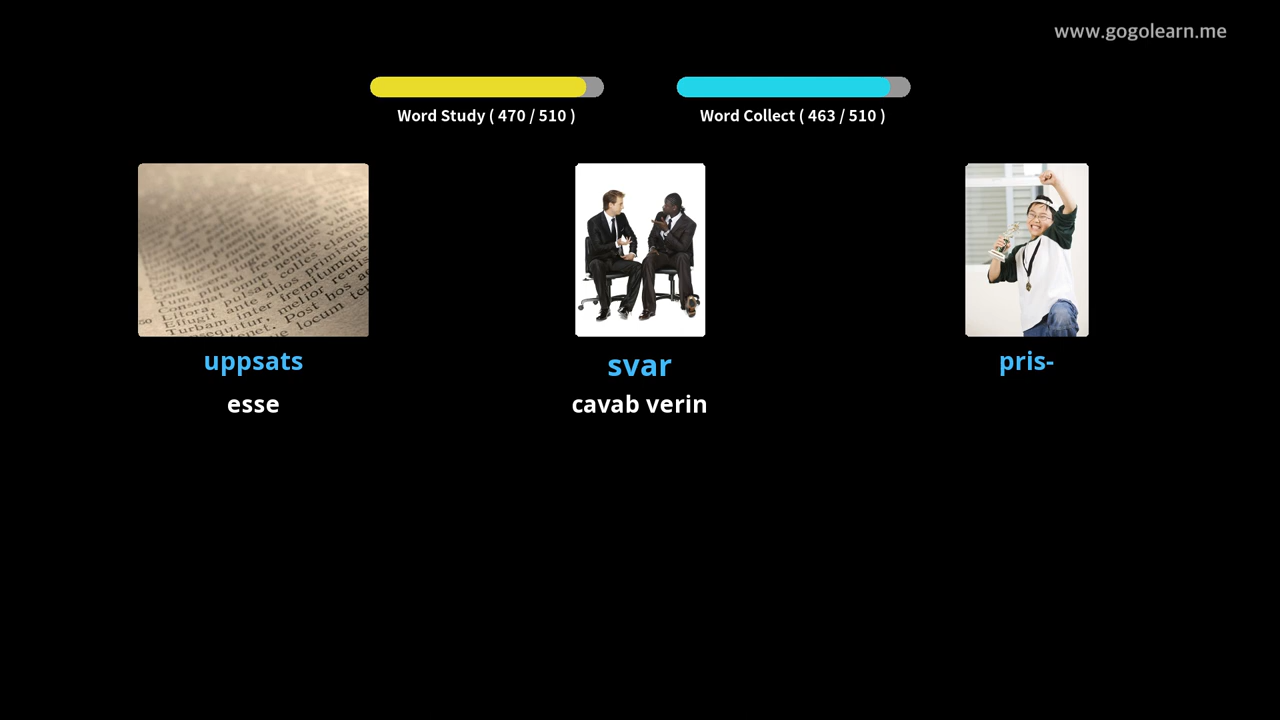 www.gogolearn.me
Word Study ( 470 / 510 )
Word Collect ( 463 / 510 )
uppsats
esse
svar
cavab verin
pris-